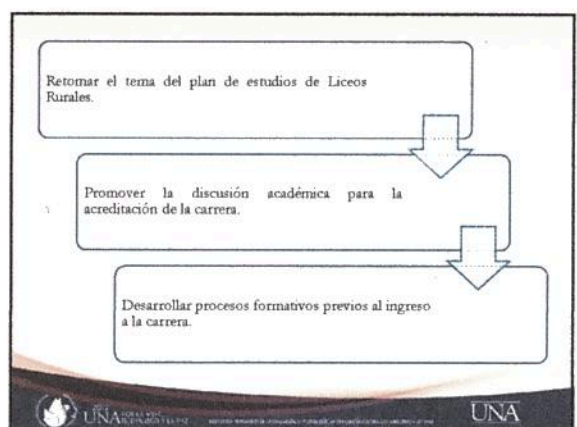 Retomar el tema del plan de estudios de Liceos
Rurales.
Promover la discusión académica para la
acreditación de la carrera.
Desarrollar procesos formativos previos al ingreso
a la carrera.
UNA
UNA